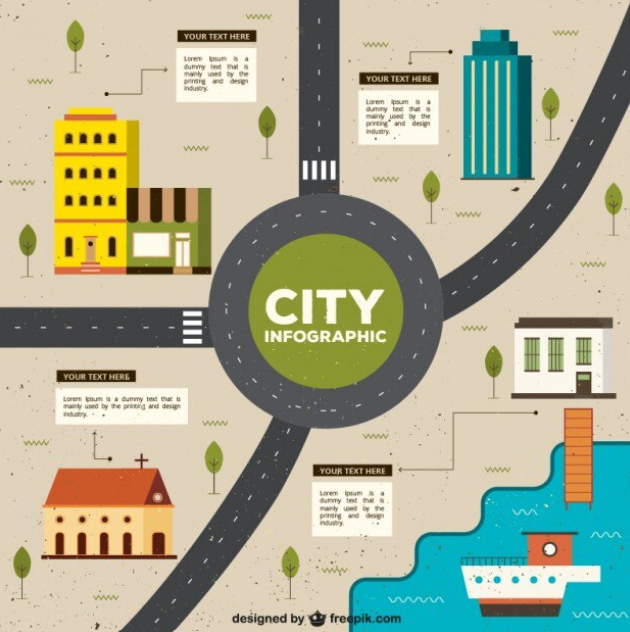 YOUR TEXT HERE
Lorem Ipsum is a
dummy text that is
mainly used by the
printing and design
industry.
YOUR TEXT HERE
Lorem Ipsum is a
dummy text that is
mainly used by the
printing and design
industry.
CITY
INFOGRAPHIC
YOUR TEXT HERE
Lorem Ipsum is a dummy text that is
mainly used by the printing and design
industry.
YOUR TEXT HERE
Lorem Ipsum is a
dummy text that is
mainly used by the
printing and design
industry.
designed by freepik.com